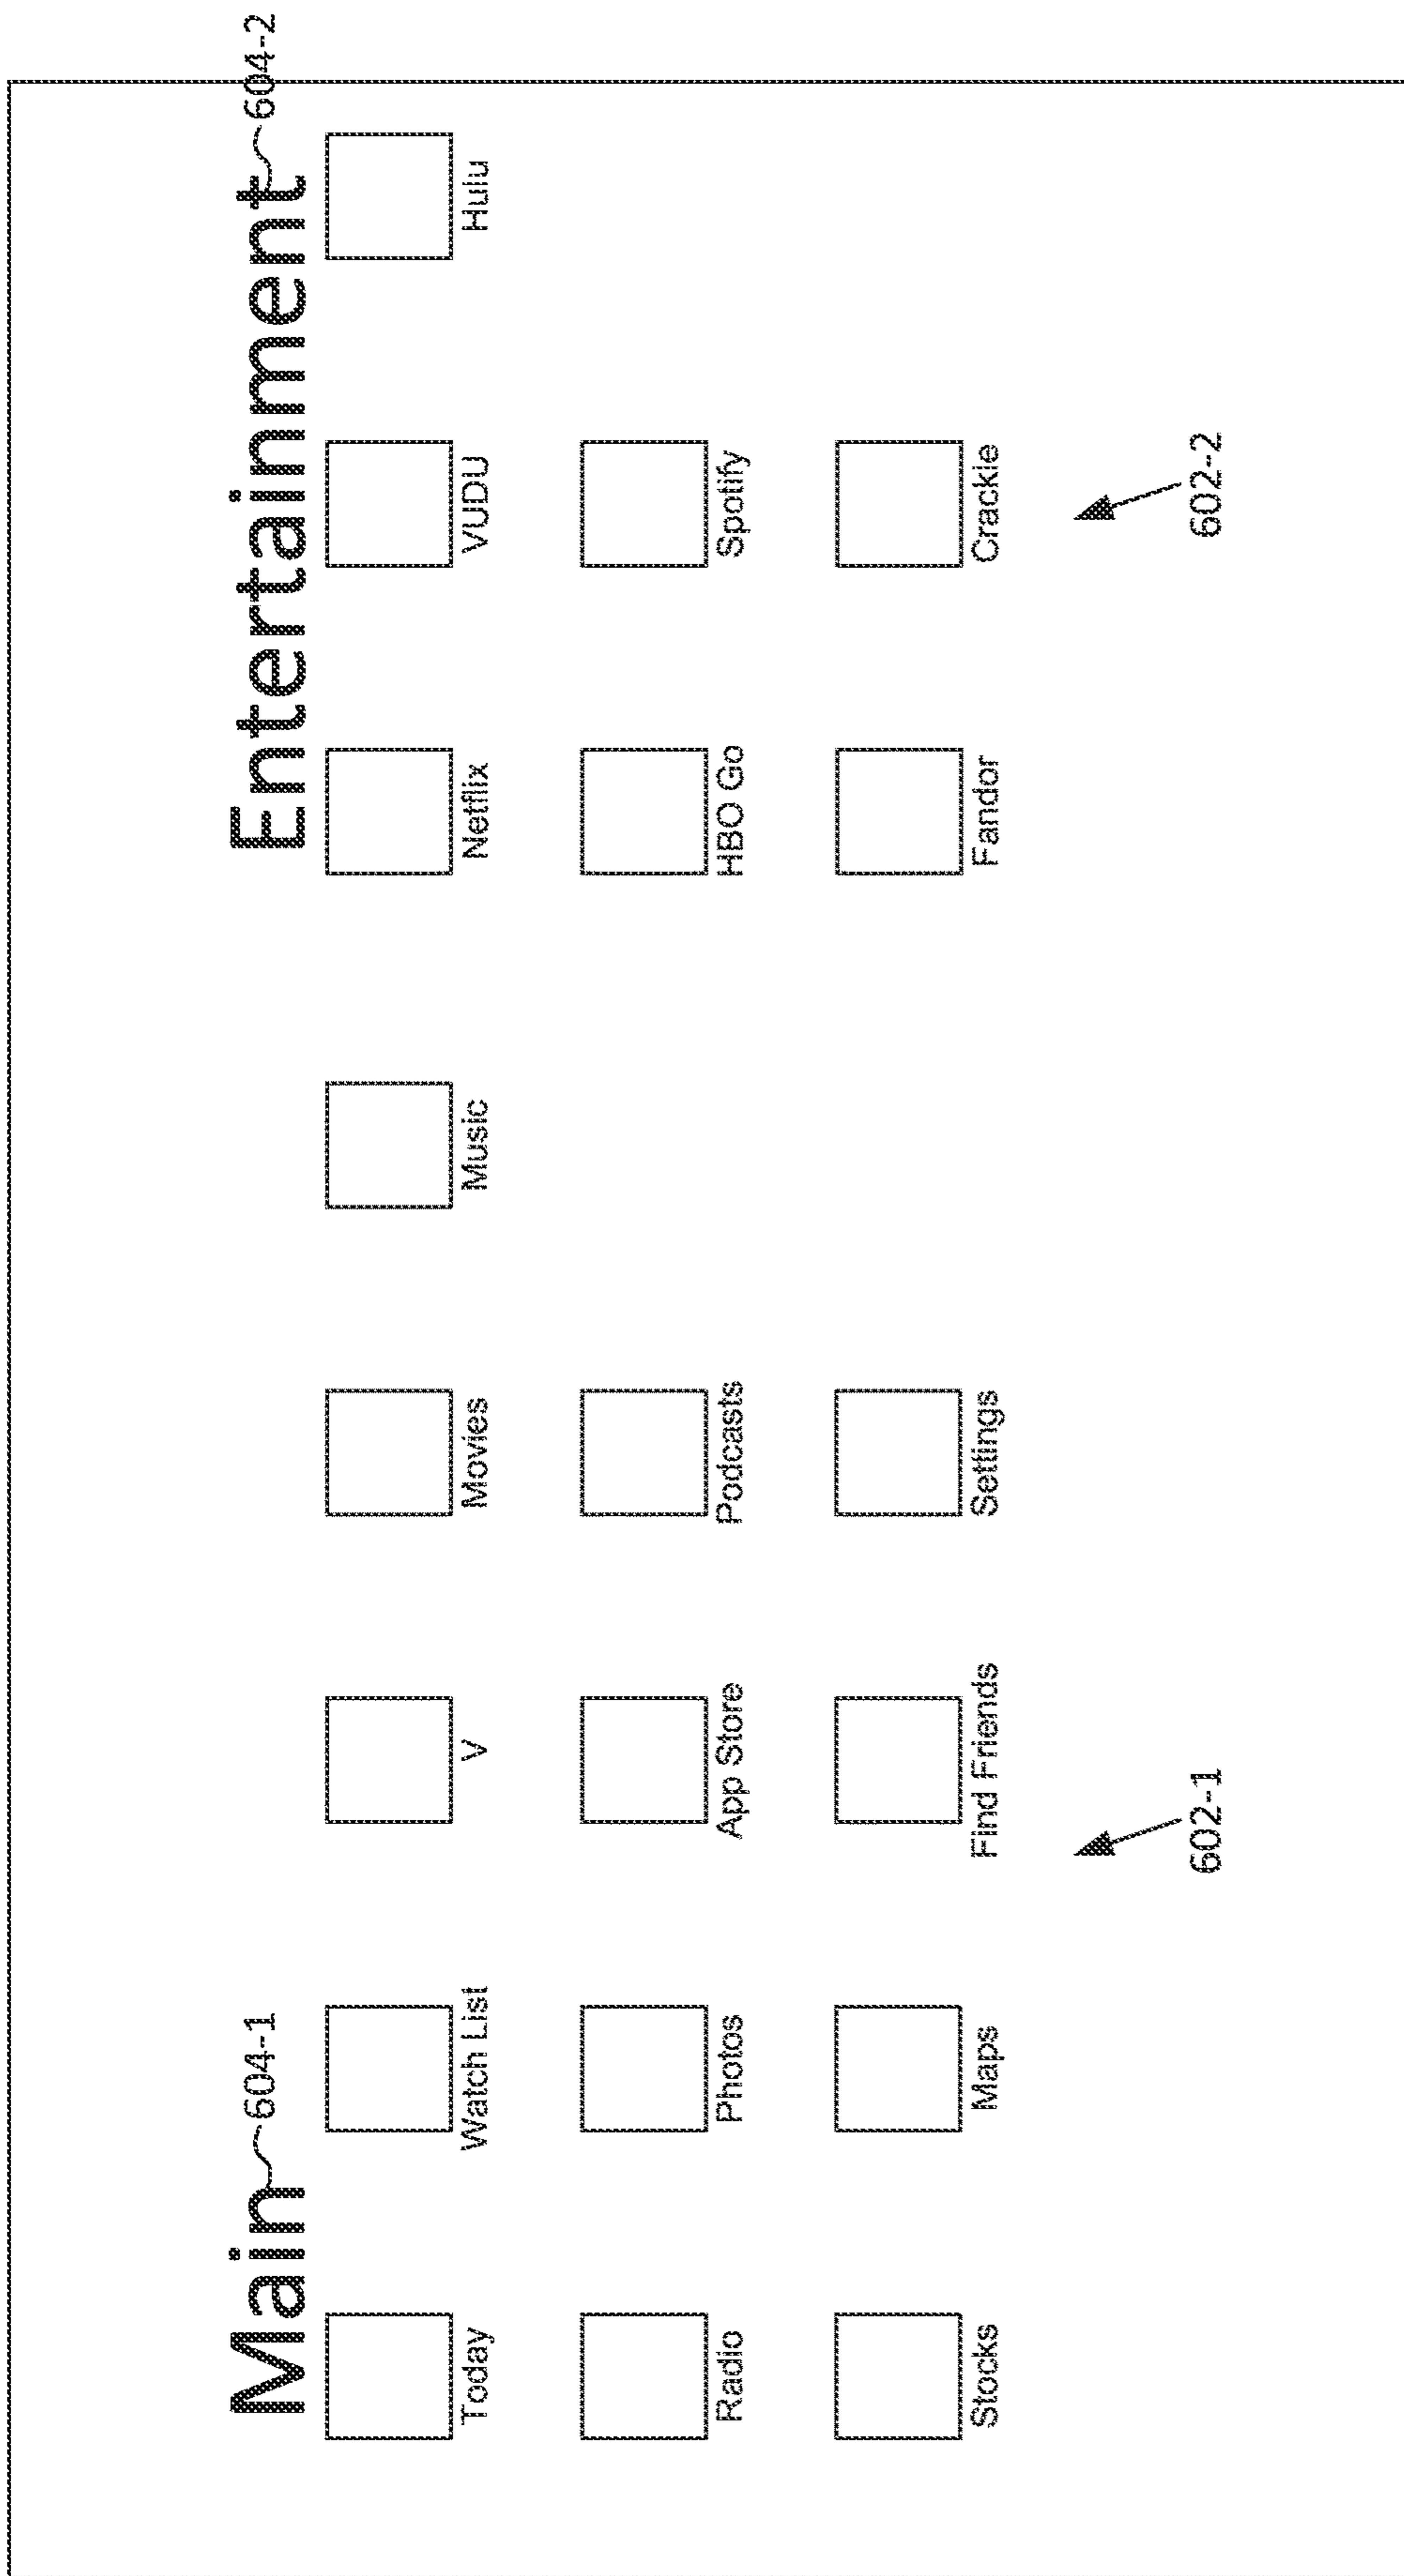 Main 604-1 Entertainment 604-2
Today Watch List V Movies Music Netflix VUDU Hulu
Radio Photos App Store Podcasts HBO Go Spotify
Stocks Maps Find Friends Settings Fandor Crackle
602-1 602-2